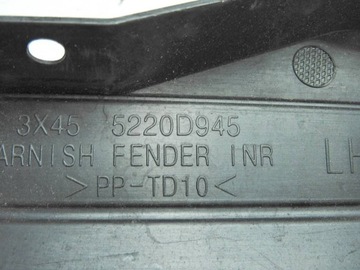 3X45 5220D945
ARNISH FENDER INR
LH
>PP-TD10<